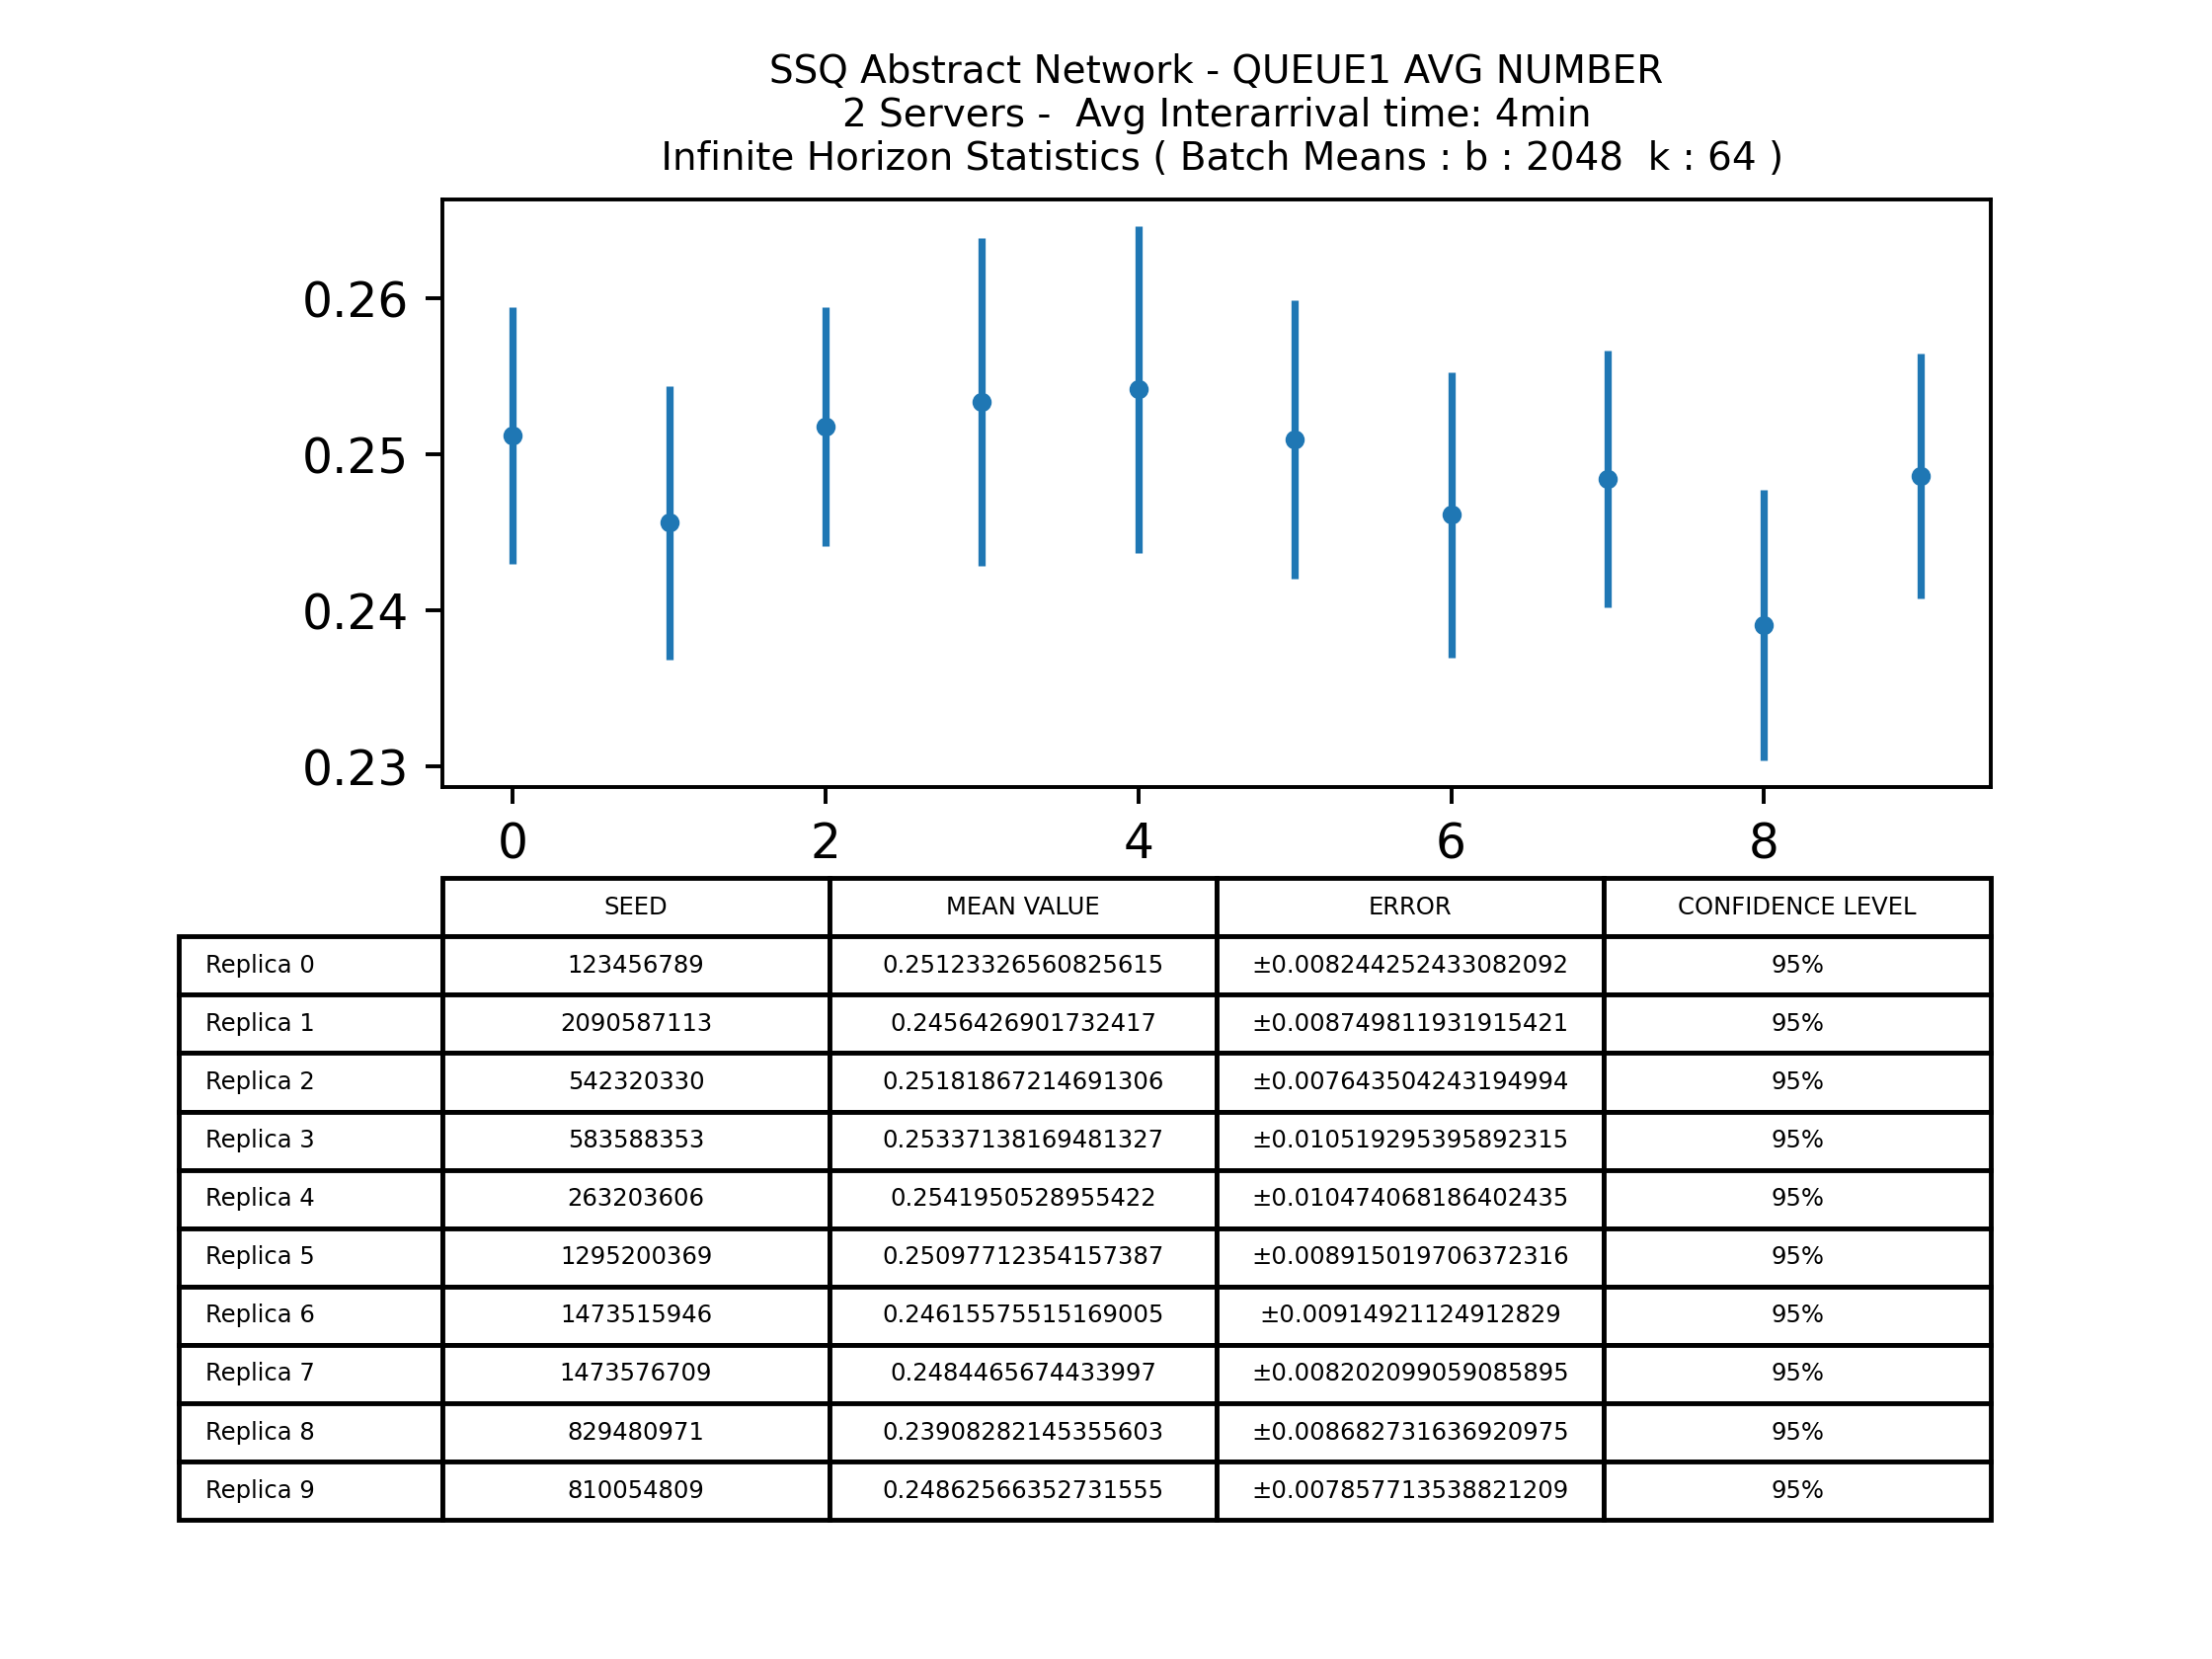 SSQ Abstract Network - QUEUE1 AVG NUMBER
2 Servers -  Avg Interarrival time: 4min
Infinite Horizon Statistics ( Batch Means : b : 2048  k : 64 )
0.26
0.25
0.24
0.23
0 2 4 6 8
SEED MEAN VALUE ERROR CONFIDENCE LEVEL
Replica 0 123456789 0.25123326560825615 ±0.008244252433082092 95%
Replica 1 2090587113 0.2456426901732417 ±0.008749811931915421 95%
Replica 2 542320330 0.25181867214691306 ±0.007643504243194994 95%
Replica 3 583588353 0.25337138169481327 ±0.010519295395892315 95%
Replica 4 263203606 0.2541950528955422 ±0.010474068186402435 95%
Replica 5 1295200369 0.25097712354157387 ±0.008915019706372316 95%
Replica 6 1473515946 0.24615575515169005 ±0.00914921124912829 95%
Replica 7 1473576709 0.2484465674433997 ±0.008202099059085895 95%
Replica 8 829480971 0.23908282145355603 ±0.008682731636920975 95%
Replica 9 810054809 0.24862566352731555 ±0.007857713538821209 95%